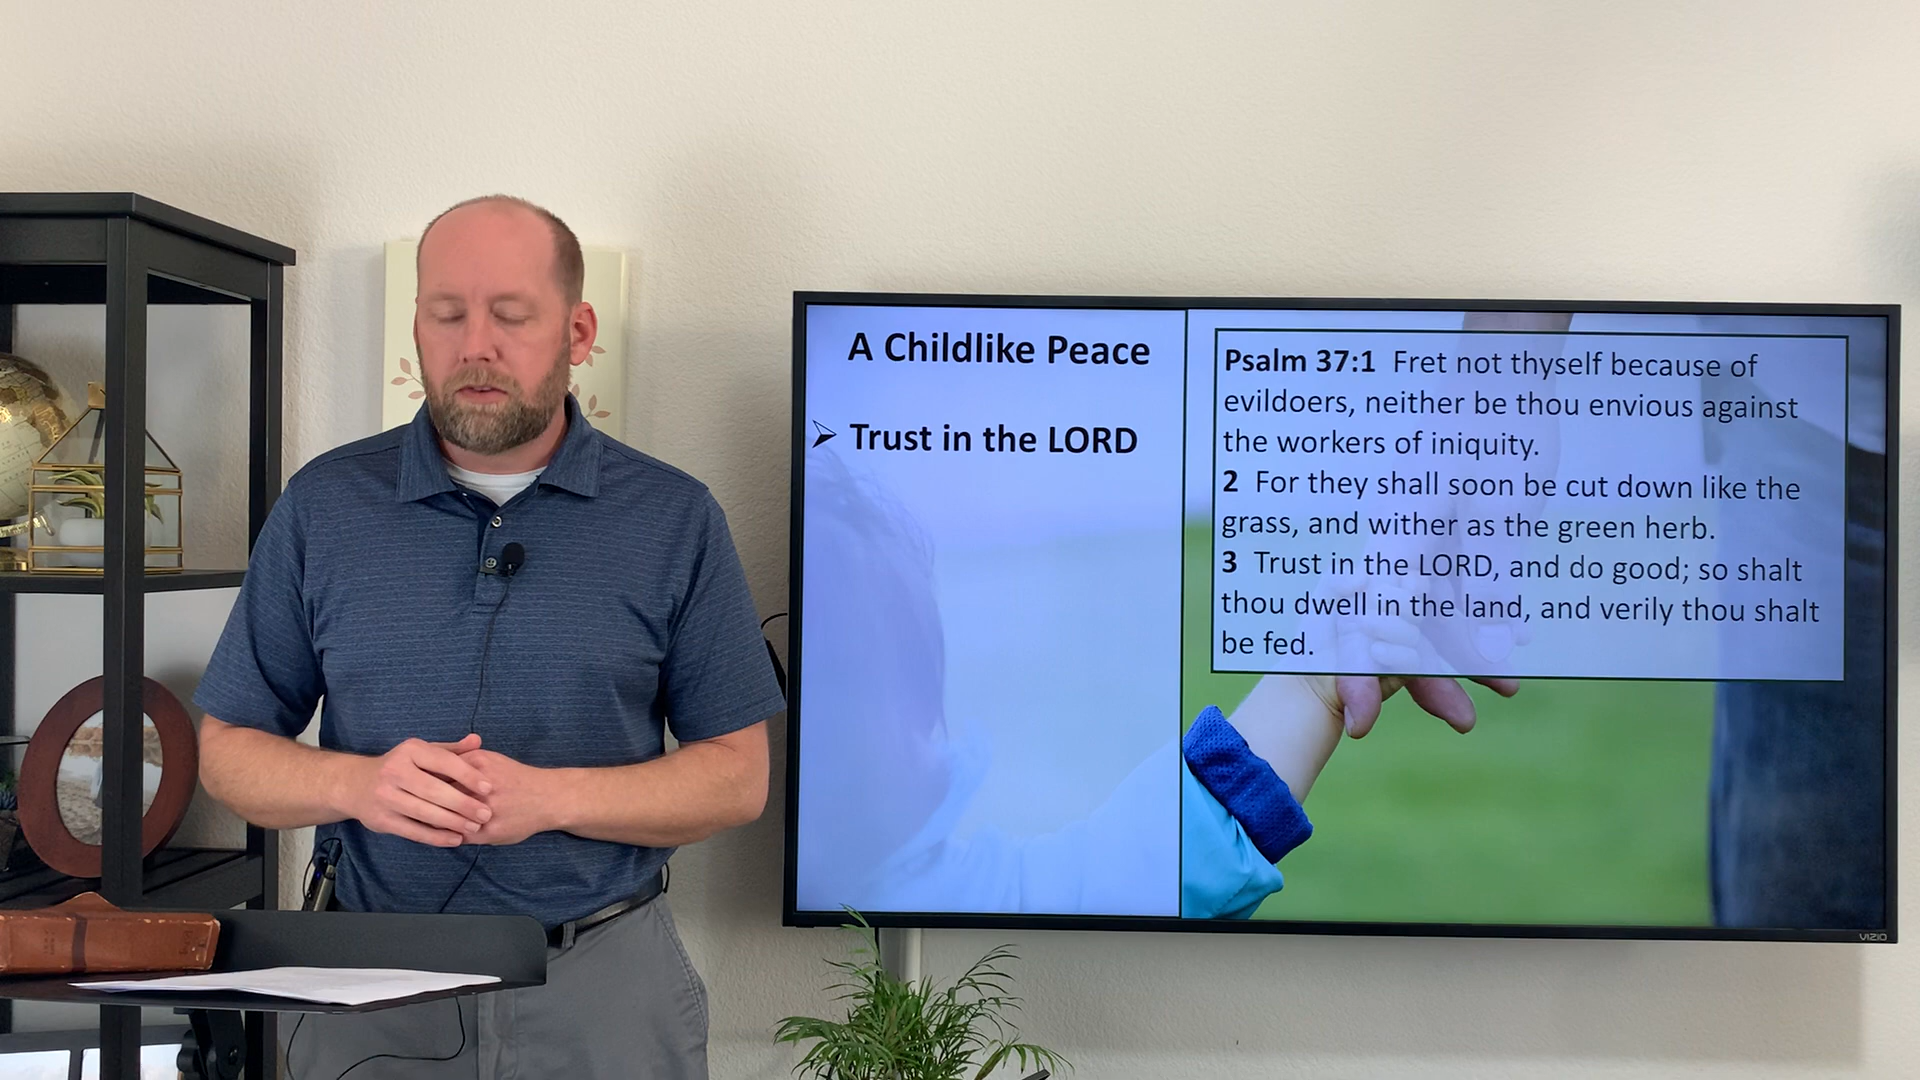 A Childlike Peace
➢ Trust in the LORD
Psalm 37:1 Fret not thyself because of
evildoers, neither be thou envious against
the workers of iniquity.
2 For they shall soon be cut down like the
grass, and wither as the green herb.
3 Trust in the LORD, and do good; so shalt
thou dwell in the land, and verily thou shalt
be fed.
VIZIO